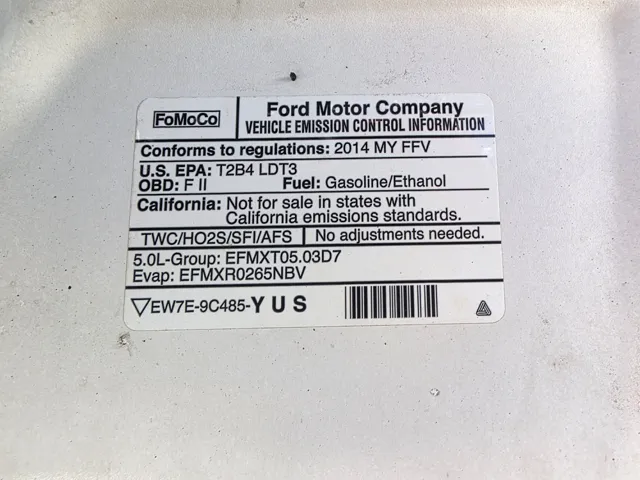 FoMoCo
Ford Motor Company
VEHICLE EMISSION CONTROL INFORMATION
Conforms to regulations: 2014 MY FFV
U.S. EPA: T2B4 LDT3
OBD: F II Fuel: Gasoline/Ethanol
California: Not for sale in states with
California emissions standards.
TWC/HO2S/SFI/AFS No adjustments needed.
5.0L-Group: EFMXT05.03D7
Evap: EFMXR0265NBV
EW7E-9C485-YUS